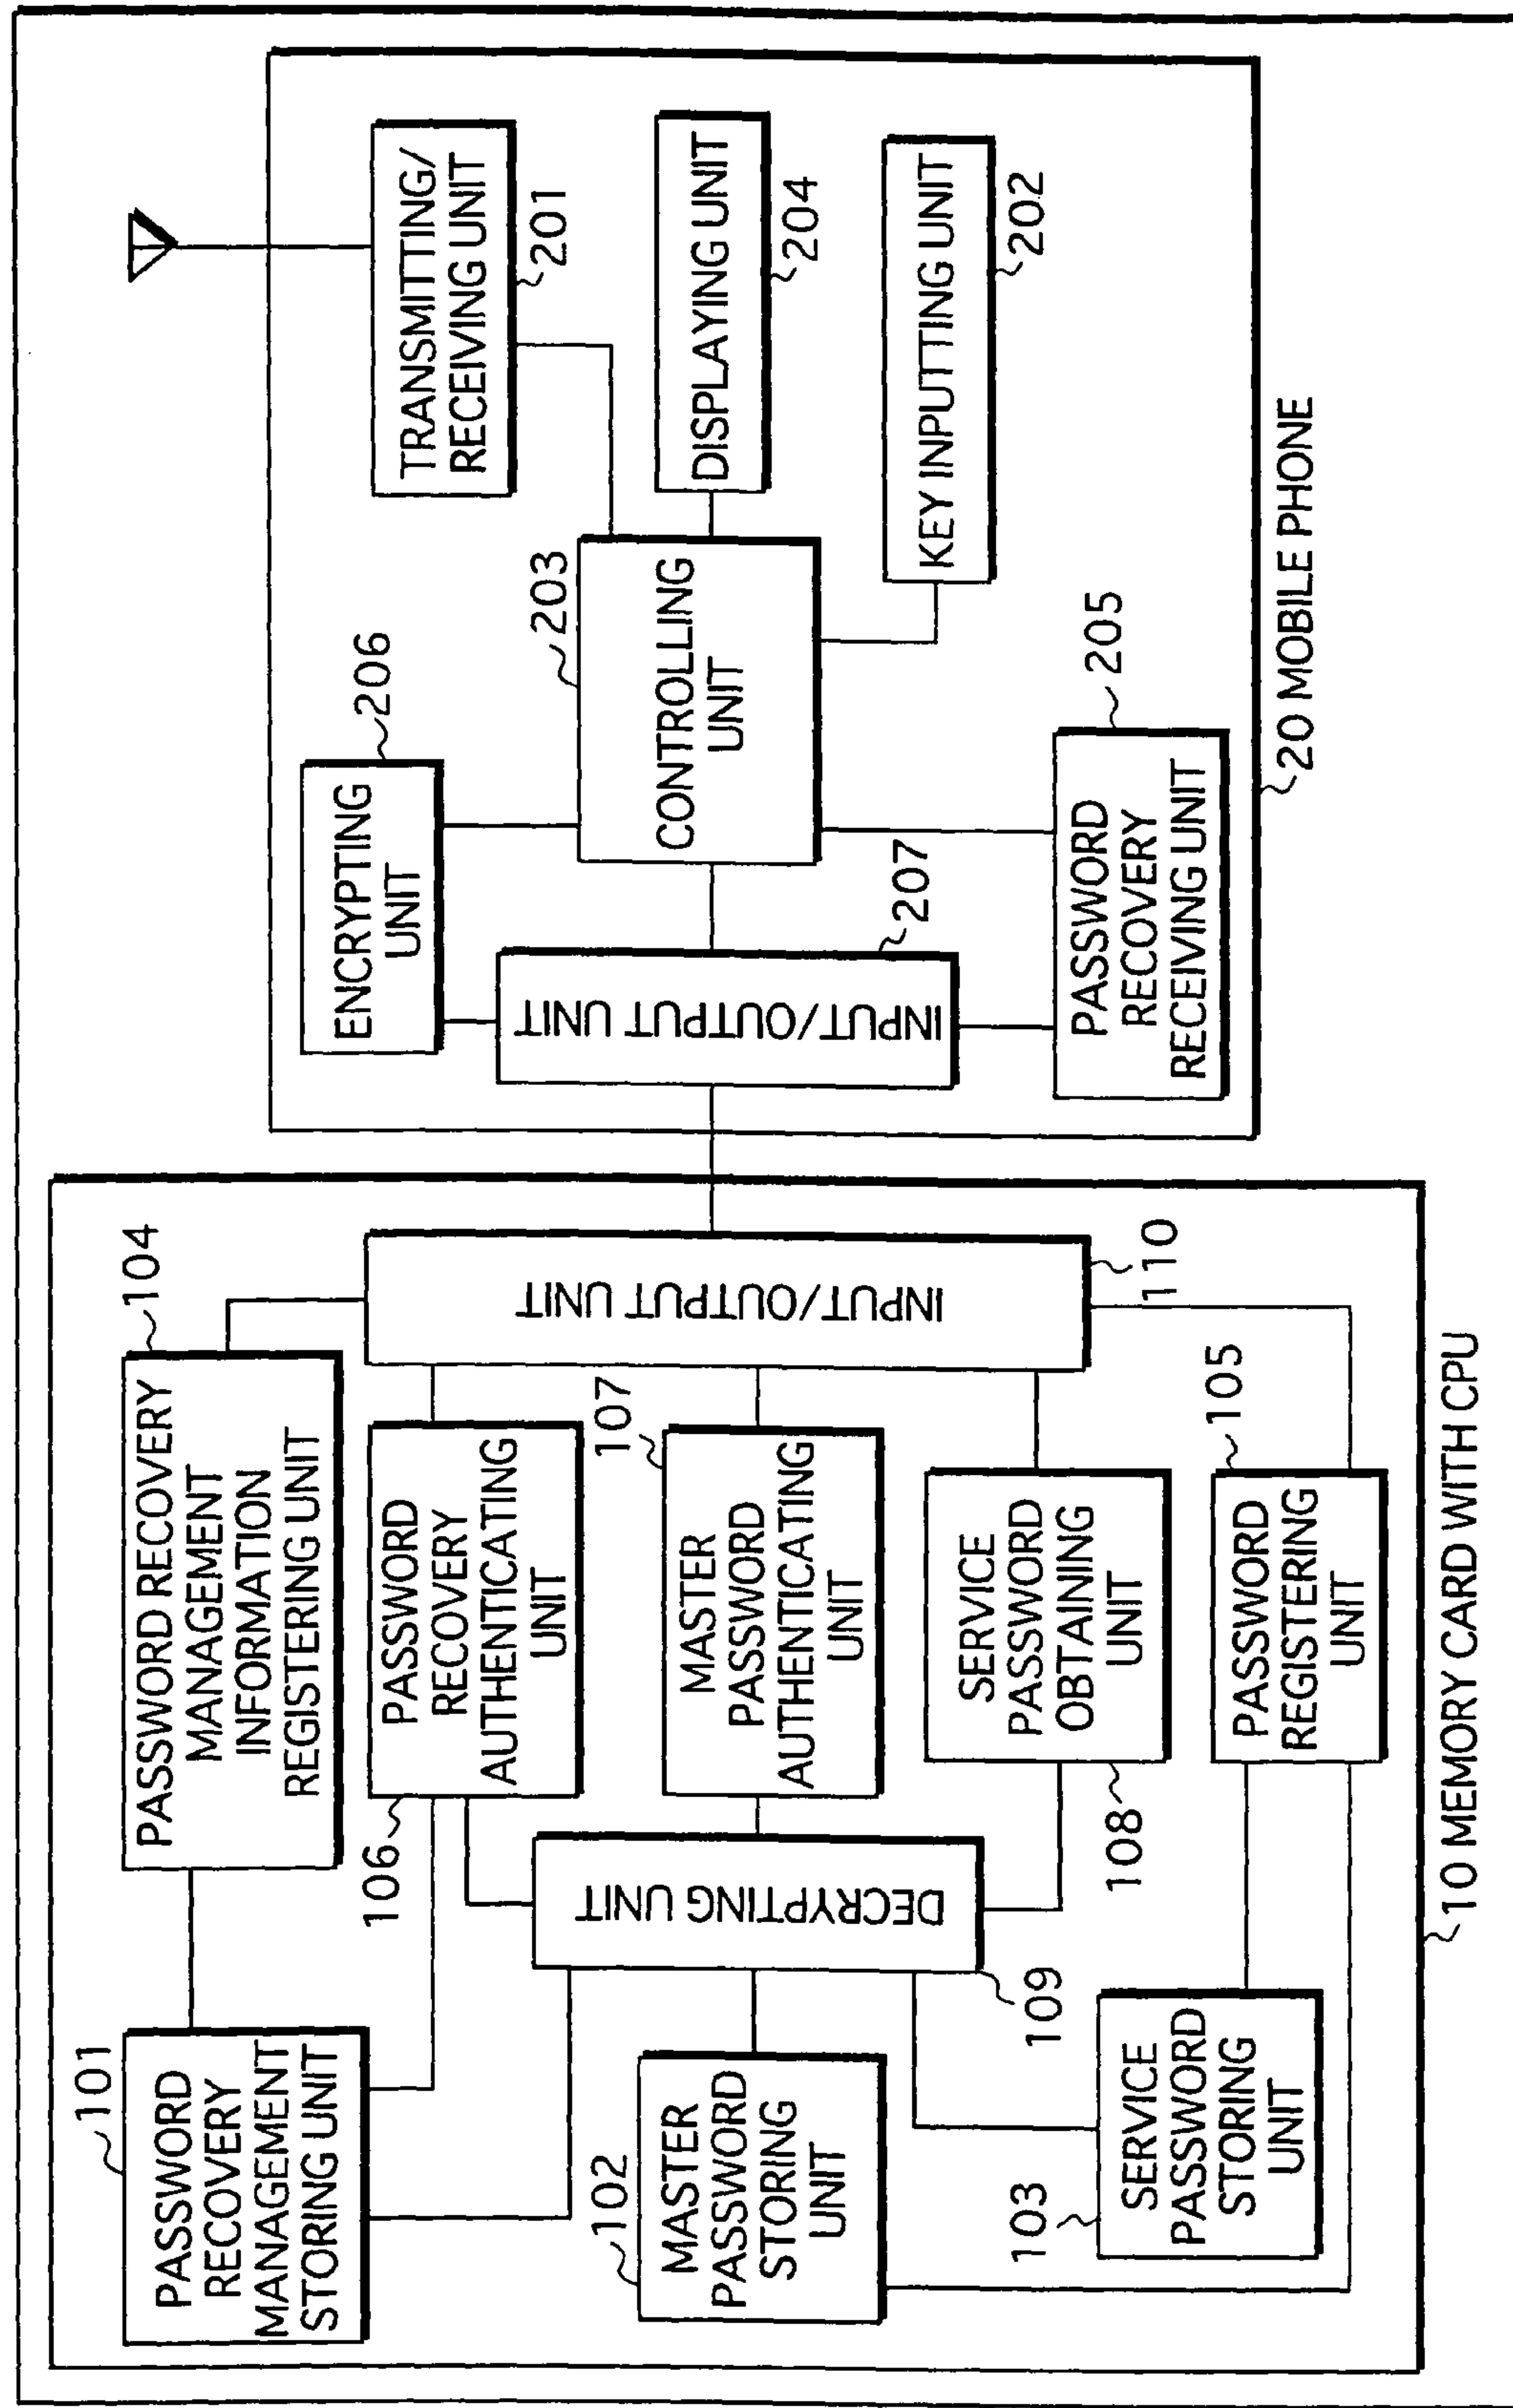 101
PASSWORD
RECOVERY
MANAGEMENT
STORING UNIT
104
PASSWORD RECOVERY
MANAGEMENT
INFORMATION
REGISTERING UNIT
106
PASSWORD
RECOVERY
AUTHENTICATING
UNIT
102
MASTER
PASSWORD
STORING
UNIT
DECRYPTING UNIT
109
107
MASTER
PASSWORD
AUTHENTICATING
UNIT
INPUT/OUTPUT UNIT
110
103
SERVICE
PASSWORD
STORING
UNIT
108
SERVICE
PASSWORD
OBTAINING
UNIT
105
PASSWORD
REGISTERING
UNIT
10 MEMORY CARD WITH CPU
206
ENCRYPTING
UNIT
TRANSMITTING/
RECEIVING UNIT
201
INPUT/OUTPUT UNIT
207
203
CONTROLLING
UNIT
DISPLAYING UNIT
204
KEY INPUTTING UNIT
202
205
PASSWORD
RECOVERY
RECEIVING UNIT
20 MOBILE PHONE